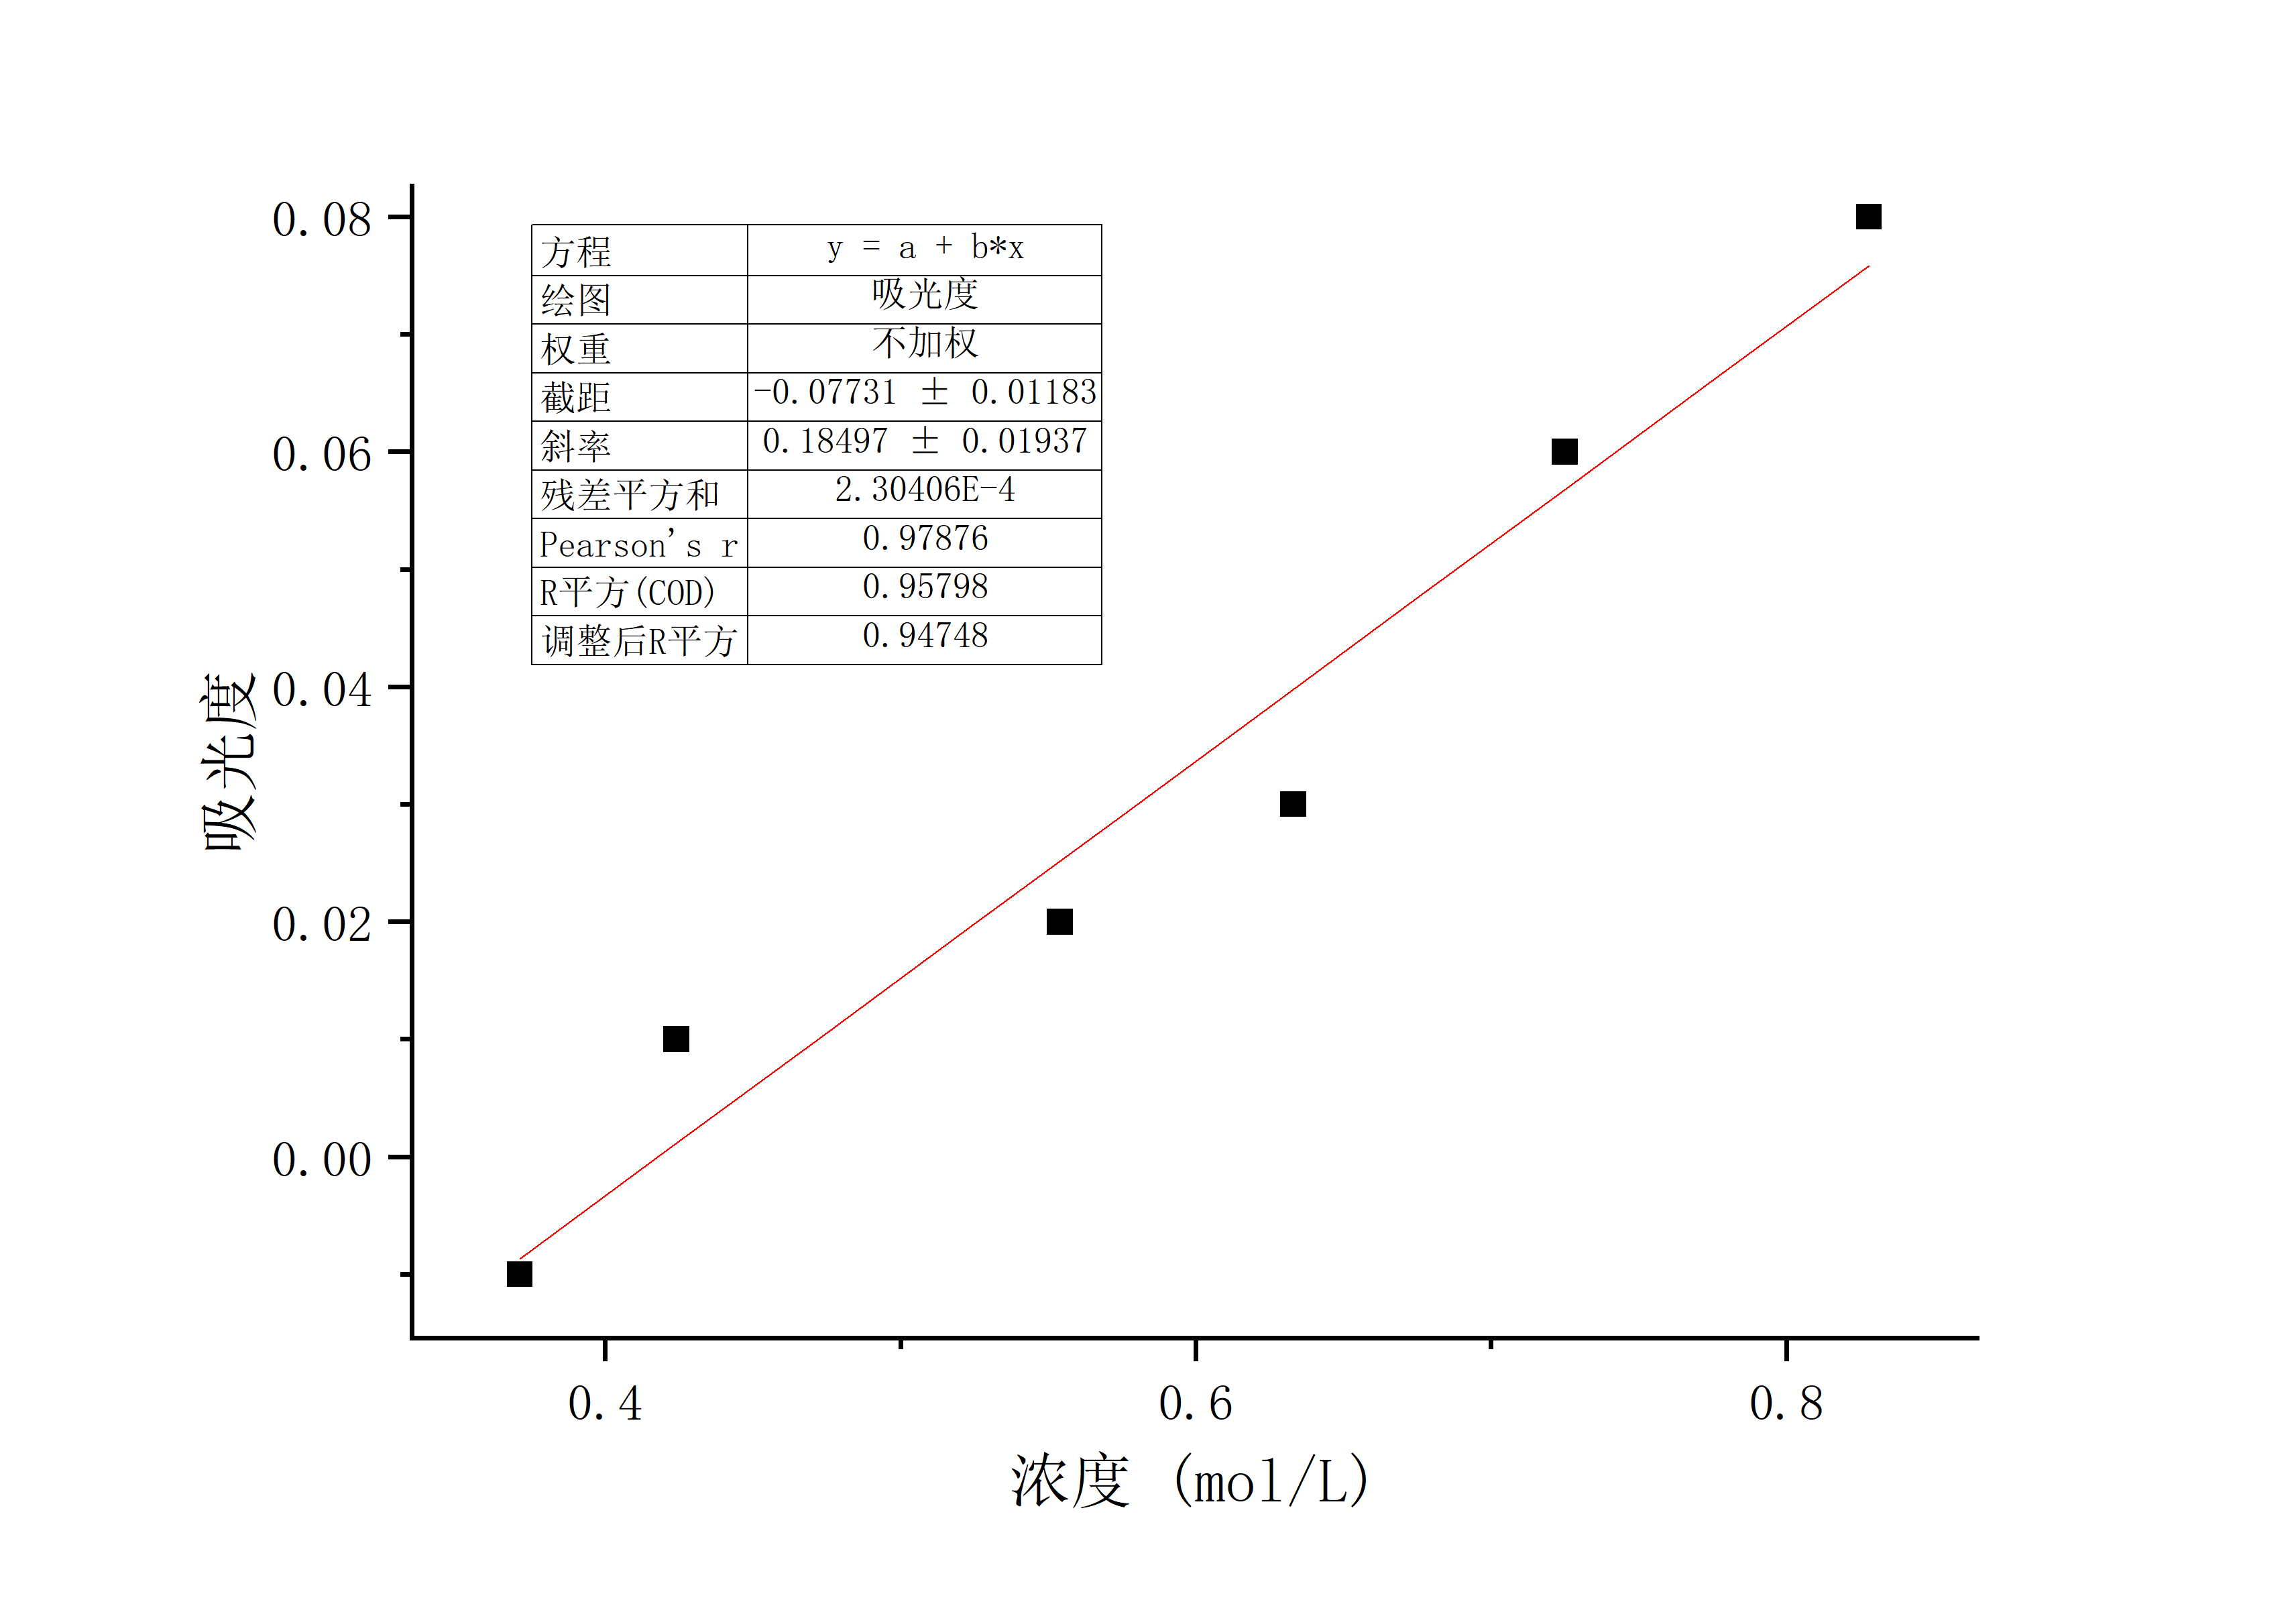 0.08
0.06
0.04
0.02
0.00
吸光度
方程 y = a + b*x
绘图 吸光度
权重 不加权
截距 -0.07731 ± 0.01183
斜率 0.18497 ± 0.01937
残差平方和 2.30406E-4
Pearson's r 0.97876
R平方(COD) 0.95798
调整后R平方 0.94748
0.4 0.6 0.8
浓度 (mol/L)